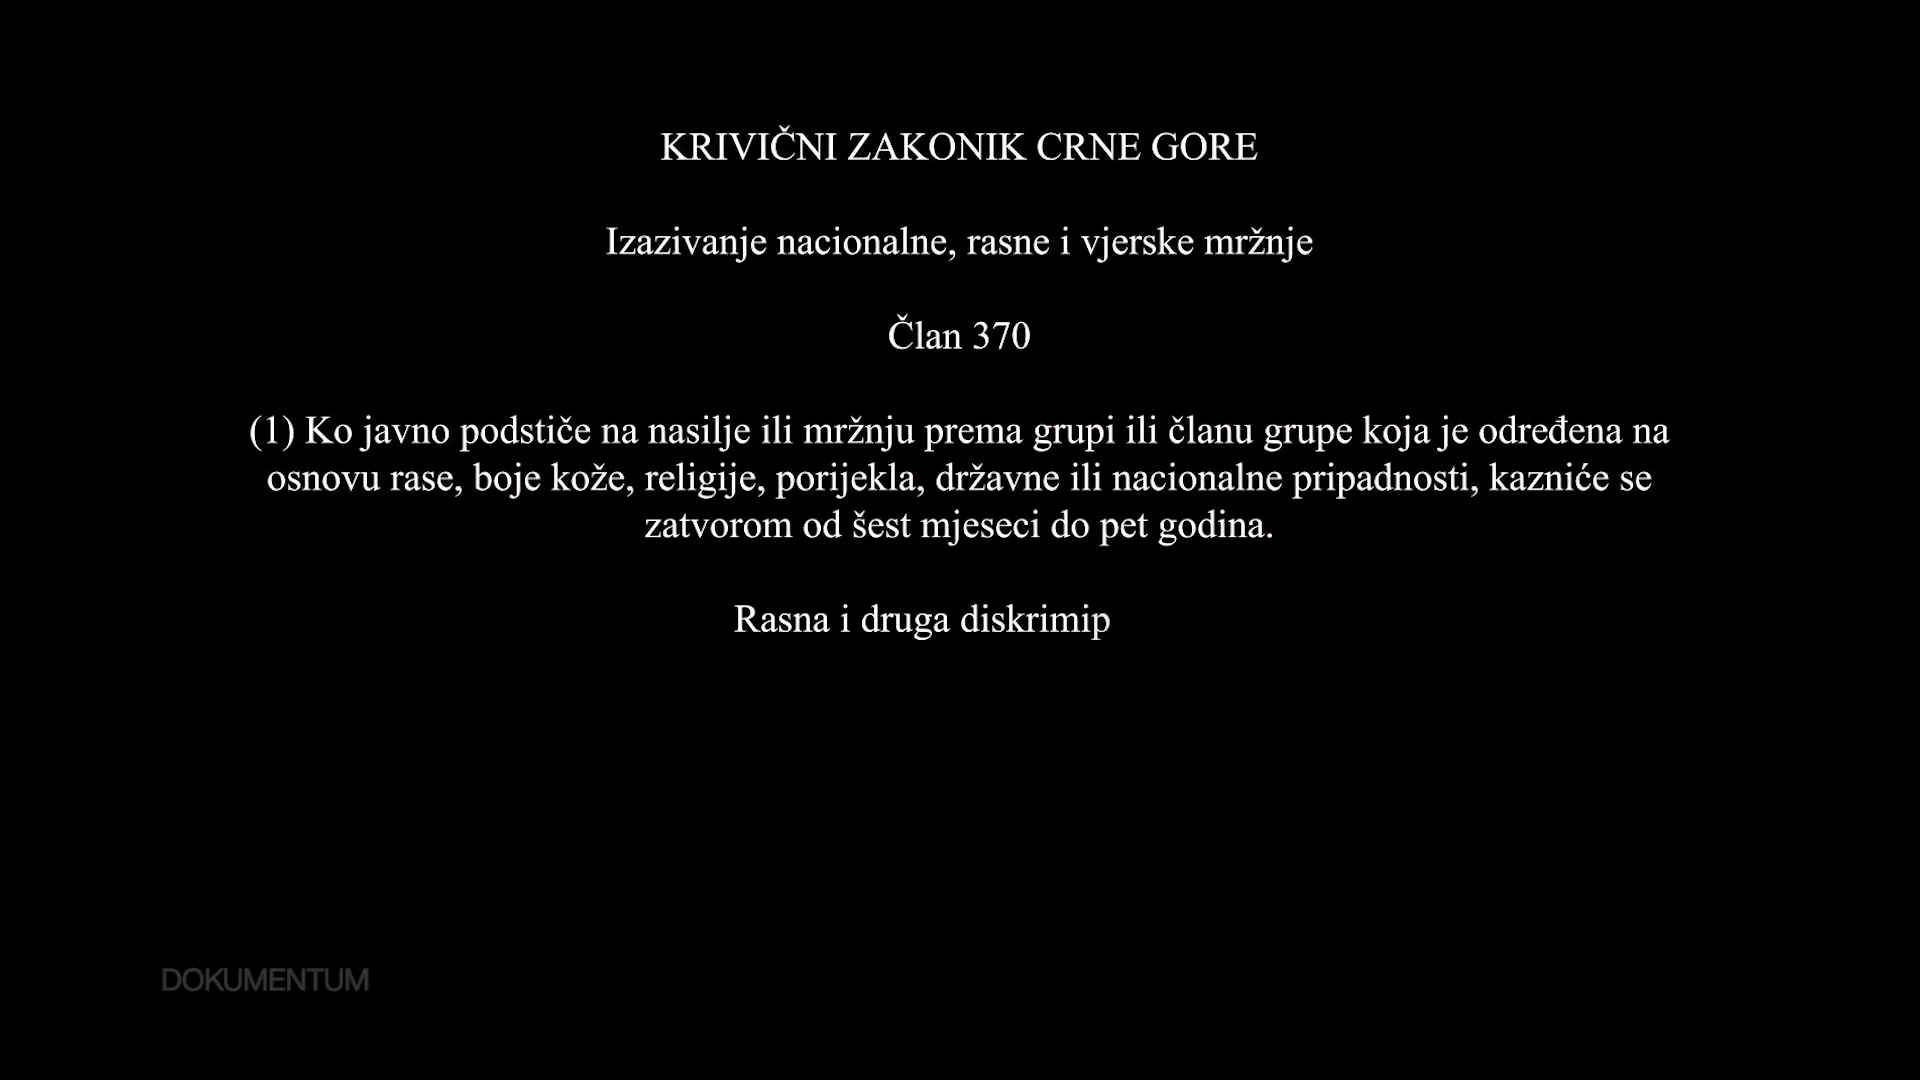 KRIVIČNI ZAKONIK CRNE GORE
Izazivanje nacionalne, rasne i vjerske mržnje
Član 370
(1) Ko javno podstiče na nasilje ili mržnju prema grupi ili članu grupe koja je određena na
osnovu rase, boje kože, religije, porijekla, državne ili nacionalne pripadnosti, kazniće se
zatvorom od šest mjeseci do pet godina.
Rasna i druga diskrimip
DOKUMENTUM